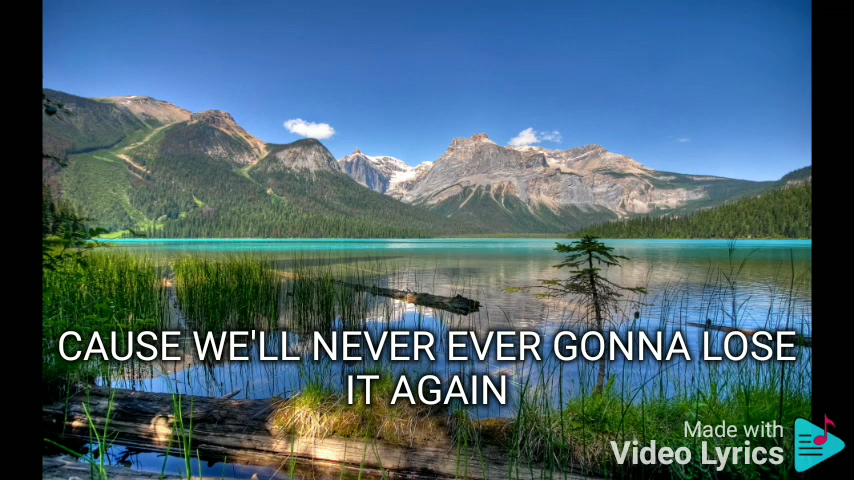 CAUSE WE'LL NEVER EVER GONNA LOSE
IT AGAIN
Made with
Video Lyrics